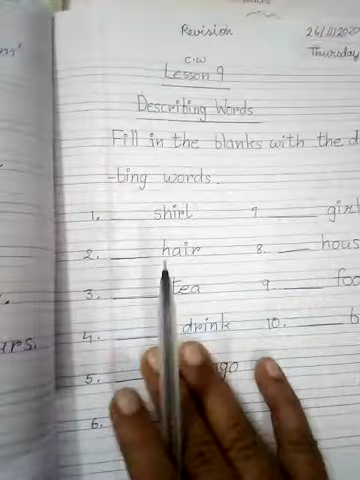 Revision 26/11/2020
Thursday
C.W
Lesson 9
Describing Words
Fill in the blanks with the d
-bing words.
1. ____ shirt 7. ____ girl
2. ____ hair 8. ____ hous
3. ____ tea 9. ____ foo
4. ____ drink 10. ____ b
5.
6.